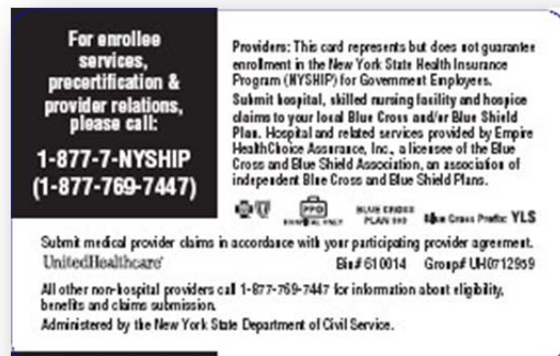 For enrollee
services,
precertification &
provider relations,
please call:
1-877-7-NYSHIP
(1-877-769-7447)
Providers: This card represents but does not guarantee
enrollment in the New York State Health Insurance
Program (NYSHIP) for Government Employees.
Submit hospital, skilled nursing facility and hospice
claims to your local Blue Cross and/or Blue Shield
Plan. Hospital and related services provided by Empire
HealthChoice Assurance, Inc., a licensee of the Blue
Cross and Blue Shield Association, an association of
independent Blue Cross and Blue Shield Plans.
PPO
HOSPITAL ONLY
BLUE CROSS
PLAN
Blue Cross Prefix: YLS
Submit medical provider claims in accordance with your participating provider agreement.
UnitedHealthcare
Bin# 610014 Group# UH0712959
All other non-hospital providers call 1-877-769-7447 for information about eligibility,
benefits and claims submission.
Administered by the New York State Department of Civil Service.